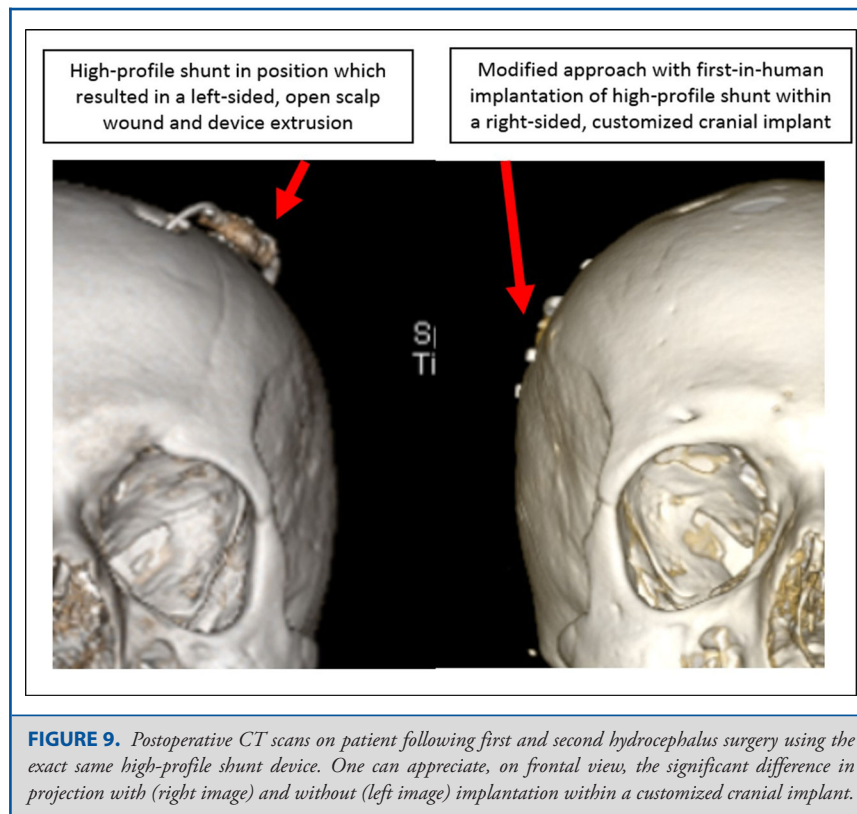 High-profile shunt in position which
resulted in a left-sided, open scalp
wound and device extrusion
Modified approach with first-in-human
implantation of high-profile shunt within
a right-sided, customized cranial implant
FIGURE 9. Postoperative CT scans on patient following first and second hydrocephalus surgery using the
exact same high-profile shunt device. One can appreciate, on frontal view, the significant difference in
projection with (right image) and without (left image) implantation within a customized cranial implant.